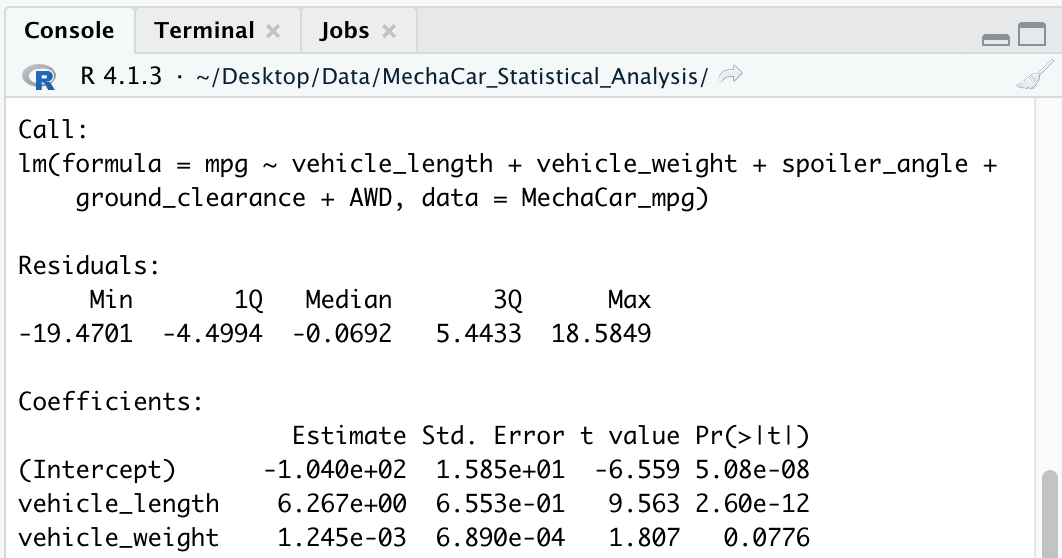 Console Terminal Jobs
R R 4.1.3 · ~/Desktop/Data/MechaCar_Statistical_Analysis/
Call:
lm(formula = mpg ~ vehicle_length + vehicle_weight + spoiler_angle +
    ground_clearance + AWD, data = MechaCar_mpg)
Residuals:
     Min       1Q   Median       3Q      Max
-19.4701  -4.4994  -0.0692   5.4433  18.5849
Coefficients:
                   Estimate Std. Error t value Pr(>|t|)
(Intercept)      -1.040e+02  1.585e+01  -6.559 5.08e-08
vehicle_length    6.267e+00  6.553e-01   9.563 2.60e-12
vehicle_weight    1.245e-03  6.890e-04   1.807   0.0776